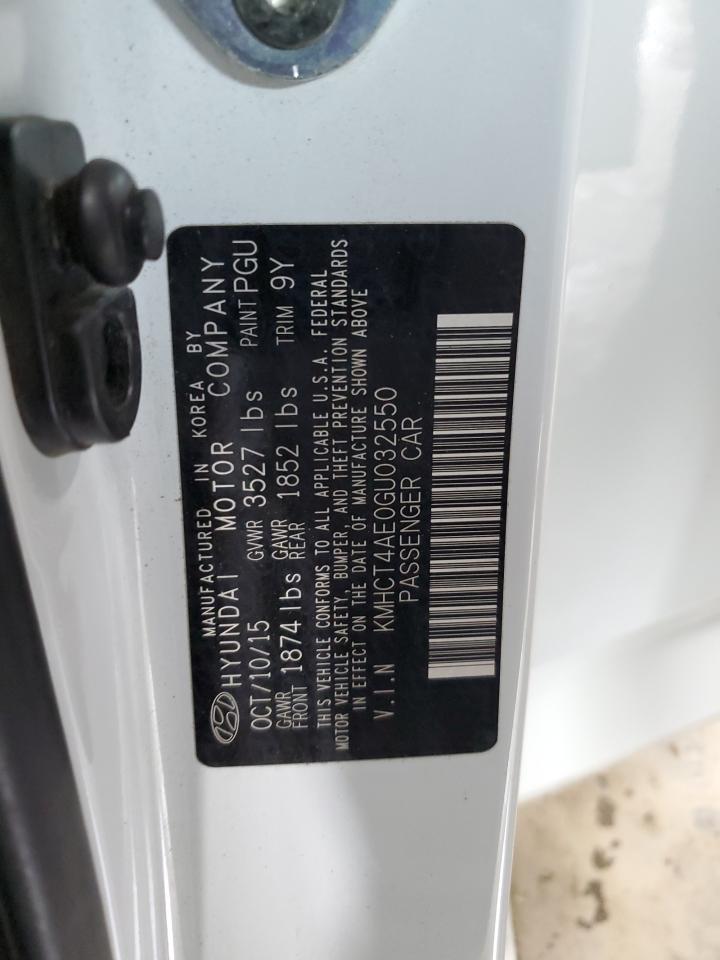 MANUFACTURED IN KOREA BY
HYUNDAI MOTOR COMPANY
OCT/10/15 GVWR 3527 lbs PAINT PGU
GAWR FRONT 1874 lbs GAWR REAR 1852 lbs TRIM 9Y
THIS VEHICLE CONFORMS TO ALL APPLICABLE U.S.A. FEDERAL
MOTOR VEHICLE SAFETY, BUMPER, AND THEFT PREVENTION STANDARDS
IN EFFECT ON THE DATE OF MANUFACTURE SHOWN ABOVE
V.I.N KMHCT4AE0GU032550
PASSENGER CAR